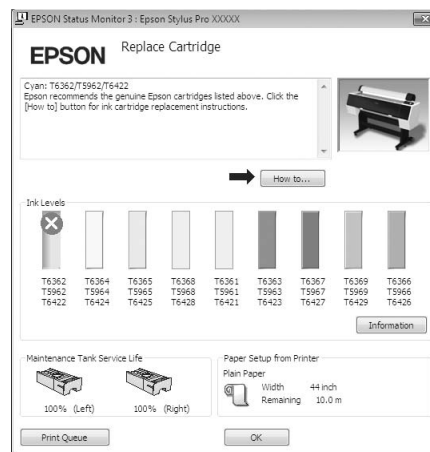 EPSON Status Monitor 3 : Epson Stylus Pro XXXXX
EPSON
Replace Cartridge
Cyan: T6362/T5962/T6422
Epson recommends the genuine Epson cartridges listed above. Click the
[How to] button for ink cartridge replacement instructions.
How to...
Ink Levels
T6362 T6364 T6365 T6368 T6361 T6363 T6367 T6369 T6366
T5962 T5964 T5965 T5968 T5961 T5963 T5967 T5969 T5966
T6422 T6424 T6425 T6428 T6421 T6423 T6427 T6429 T6426
Information
Maintenance Tank Service Life
100% (Left) 100% (Right)
Paper Setup from Printer
Plain Paper
Width 44 inch
Remaining 10.0 m
Print Queue
OK